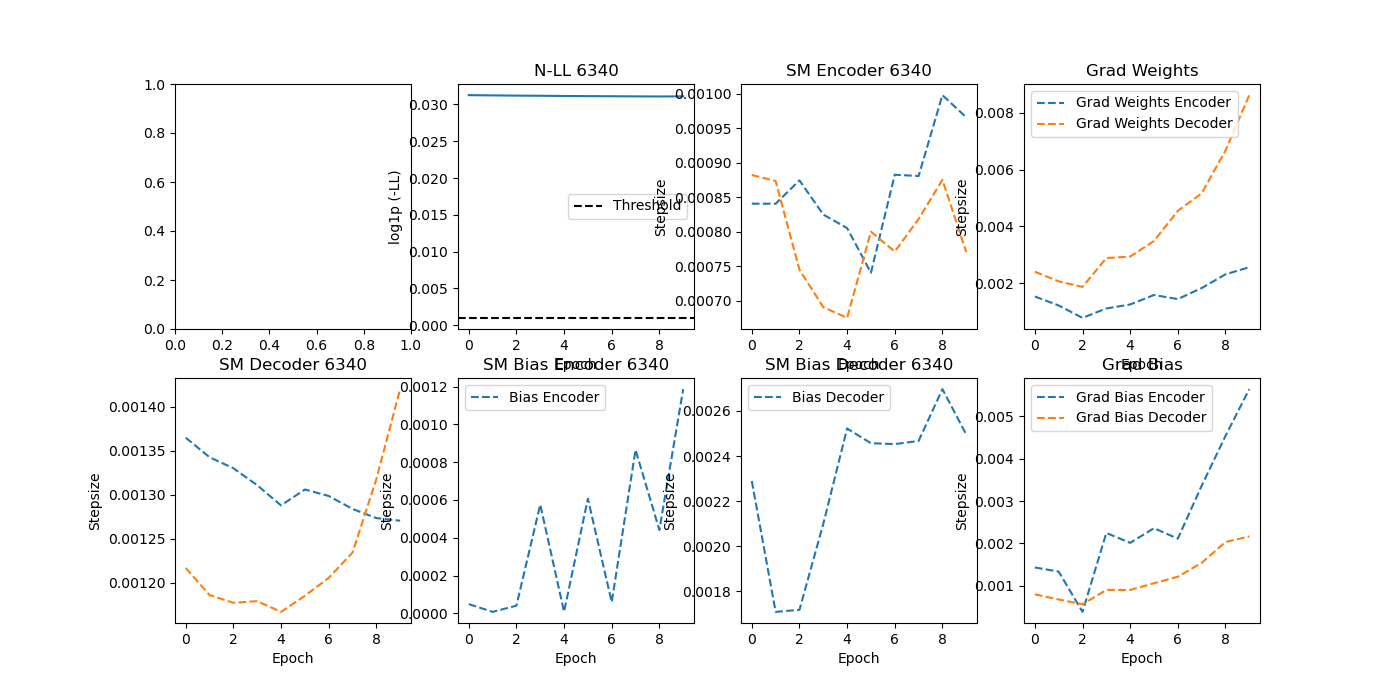 N-LL 6340
SM Encoder 6340
Grad Weights
1.0
0.8
0.6
0.4
0.2
0.0
0.0 0.2 0.4 0.6 0.8 1.0
log1p (-LL)
0.030
0.025
0.020
0.015
0.010
0.005
0.000
Threshold
0 2 4 6 8
Epoch
Stepsize
0.00100
0.00095
0.00090
0.00085
0.00080
0.00075
0.00070
0 2 4 6 8
Epoch
Stepsize
0.008
0.006
0.004
0.002
Grad Weights Encoder
Grad Weights Decoder
0 2 4 6 8
Epoch
SM Decoder 6340
SM Bias Encoder 6340
SM Bias Decoder 6340
Grad Bias
Stepsize
0.00140
0.00135
0.00130
0.00125
0.00120
0 2 4 6 8
Epoch
Stepsize
0.0012
0.0010
0.0008
0.0006
0.0004
0.0002
0.0000
Bias Encoder
0 2 4 6 8
Epoch
Stepsize
0.0026
0.0024
0.0022
0.0020
0.0018
Bias Decoder
0 2 4 6 8
Epoch
Stepsize
0.005
0.004
0.003
0.002
0.001
Grad Bias Encoder
Grad Bias Decoder
0 2 4 6 8
Epoch